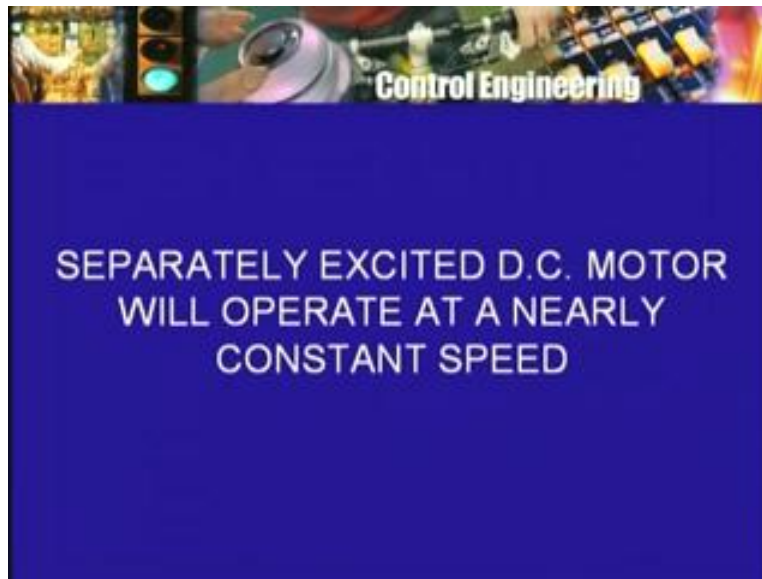 Control Engineering
SEPARATELY EXCITED D.C. MOTOR
WILL OPERATE AT A NEARLY
CONSTANT SPEED